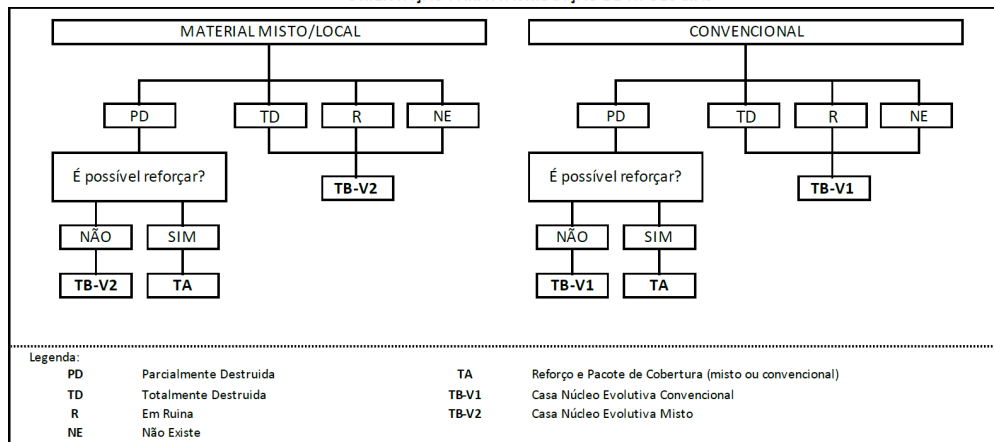 MATERIAL MISTO/LOCAL
PD
TD
R
NE
É possível reforçar?
TB-V2
NÃO
SIM
TB-V2
TA
CONVENCIONAL
PD
TD
R
NE
É possível reforçar?
TB-V1
NÃO
SIM
TB-V1
TA
Legenda:
PD Parcialmente Destruida
TD Totalmente Destruida
R Em Ruina
NE Não Existe
TA Reforço e Pacote de Cobertura (misto ou convencional)
TB-V1 Casa Núcleo Evolutiva Convencional
TB-V2 Casa Núcleo Evolutiva Misto